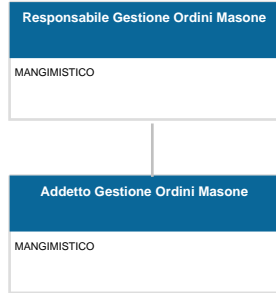 Responsabile Gestione Ordini Masone
MANGIMISTICO
Addetto Gestione Ordini Masone
MANGIMISTICO